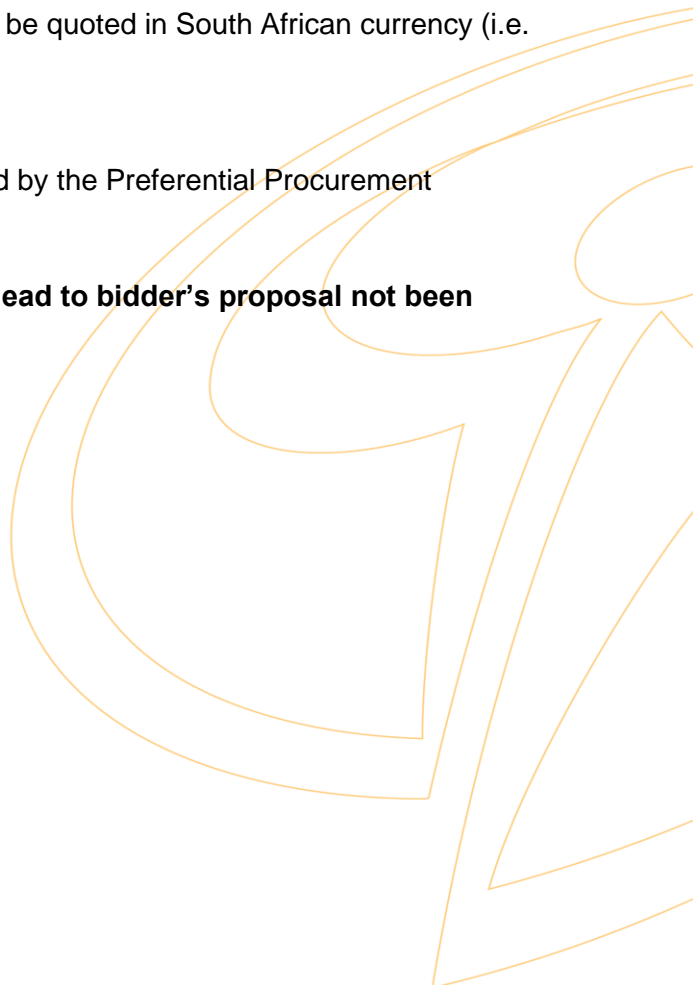 be quoted in South African currency (i.e.
by the Preferential Procurement
ead to bidder's proposal not been